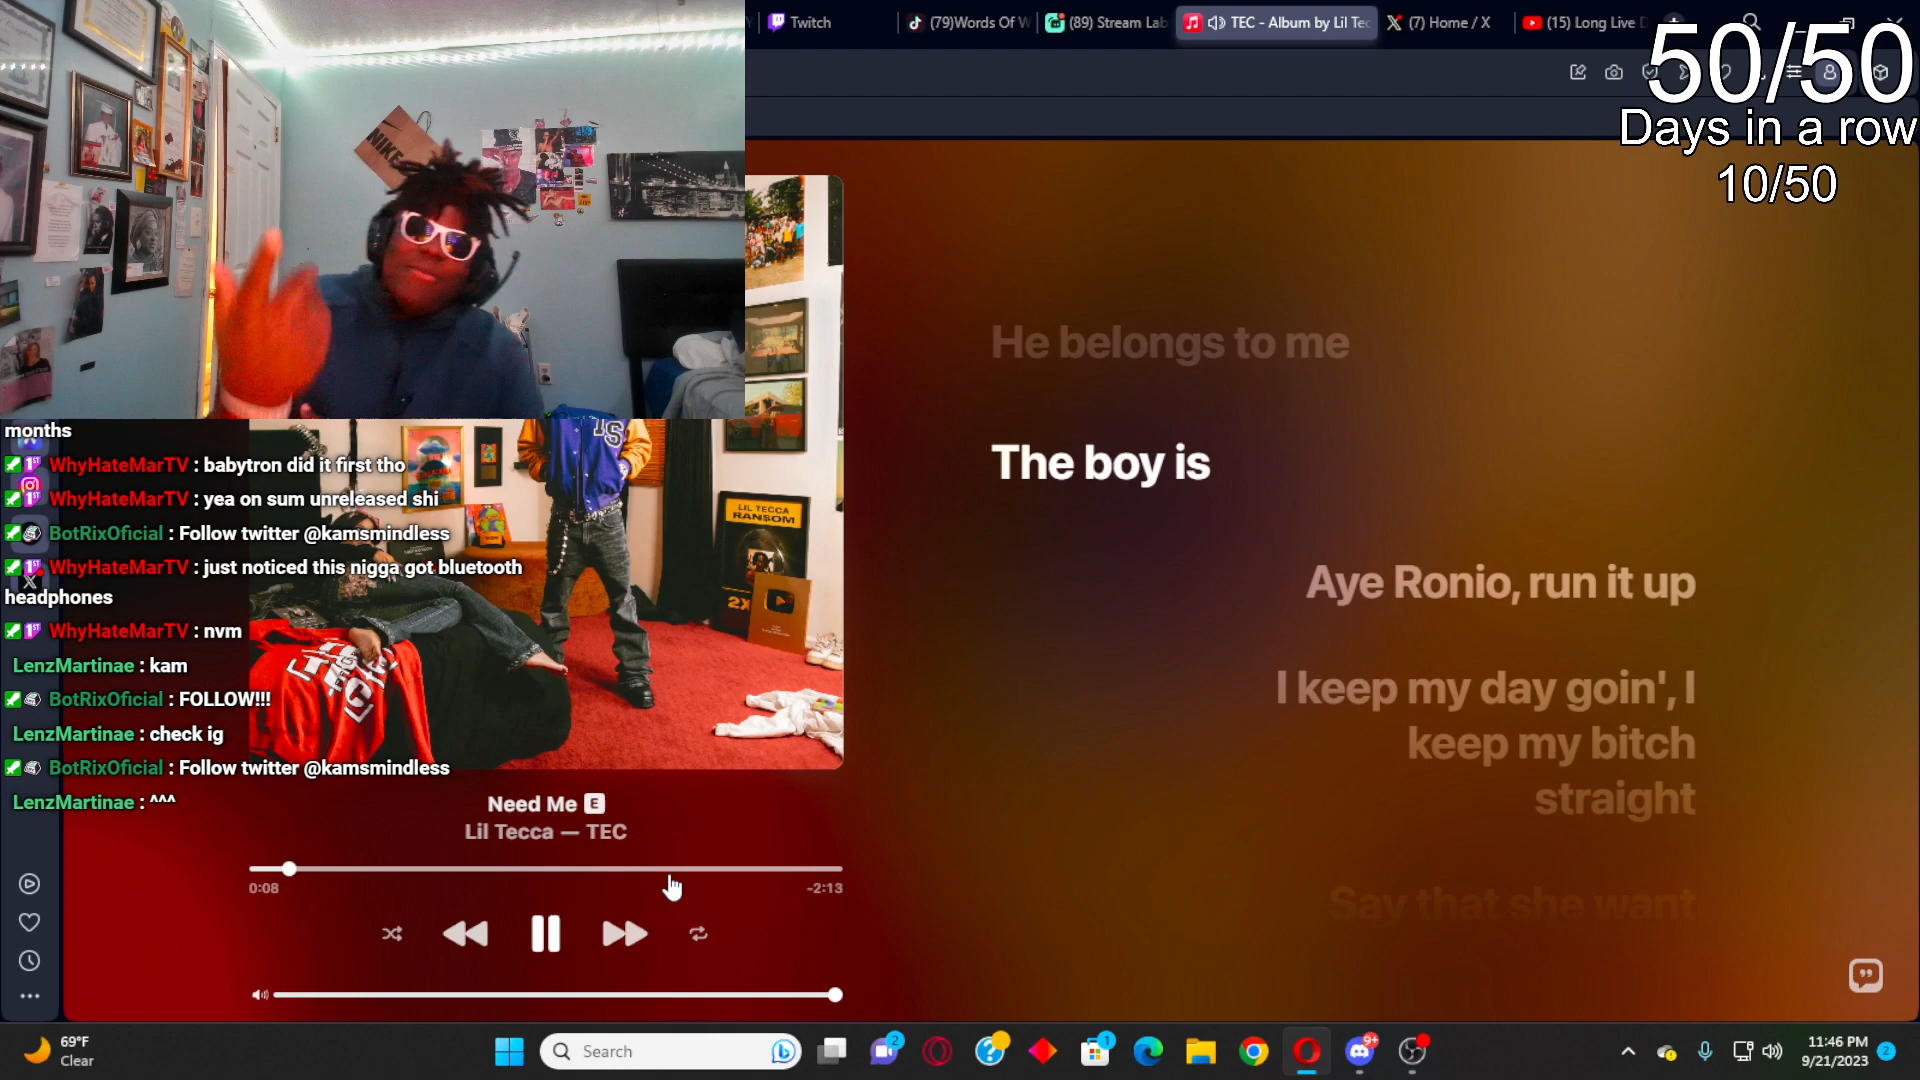 Twitch
(79)Words Of W
(89) Stream Lab
TEC - Album by Lil Tec
(7) Home / X
(15) Long Live D
50/50
Days in a row
10/50
NIKE
He belongs to me
The boy is
Aye Ronio, run it up
I keep my day goin', I
keep my bitch
straight
Say that she want
months
WhyHateMarTV : babytron did it first tho
WhyHateMarTV : yea on sum unreleased shi
BotRixOficial : Follow twitter @kamsmindless
WhyHateMarTV : just noticed this nigga got bluetooth
headphones
WhyHateMarTV : nvm
LenzMartinae : kam
BotRixOficial : FOLLOW!!!
LenzMartinae : check ig
BotRixOficial : Follow twitter @kamsmindless
LenzMartinae : ^^^
LIL TECCA
RANSOM
2X
Need Me E
Lil Tecca — TEC
0:08
-2:13
69°F
Clear
Search
2
1
9+
11:46 PM
9/21/2023
2